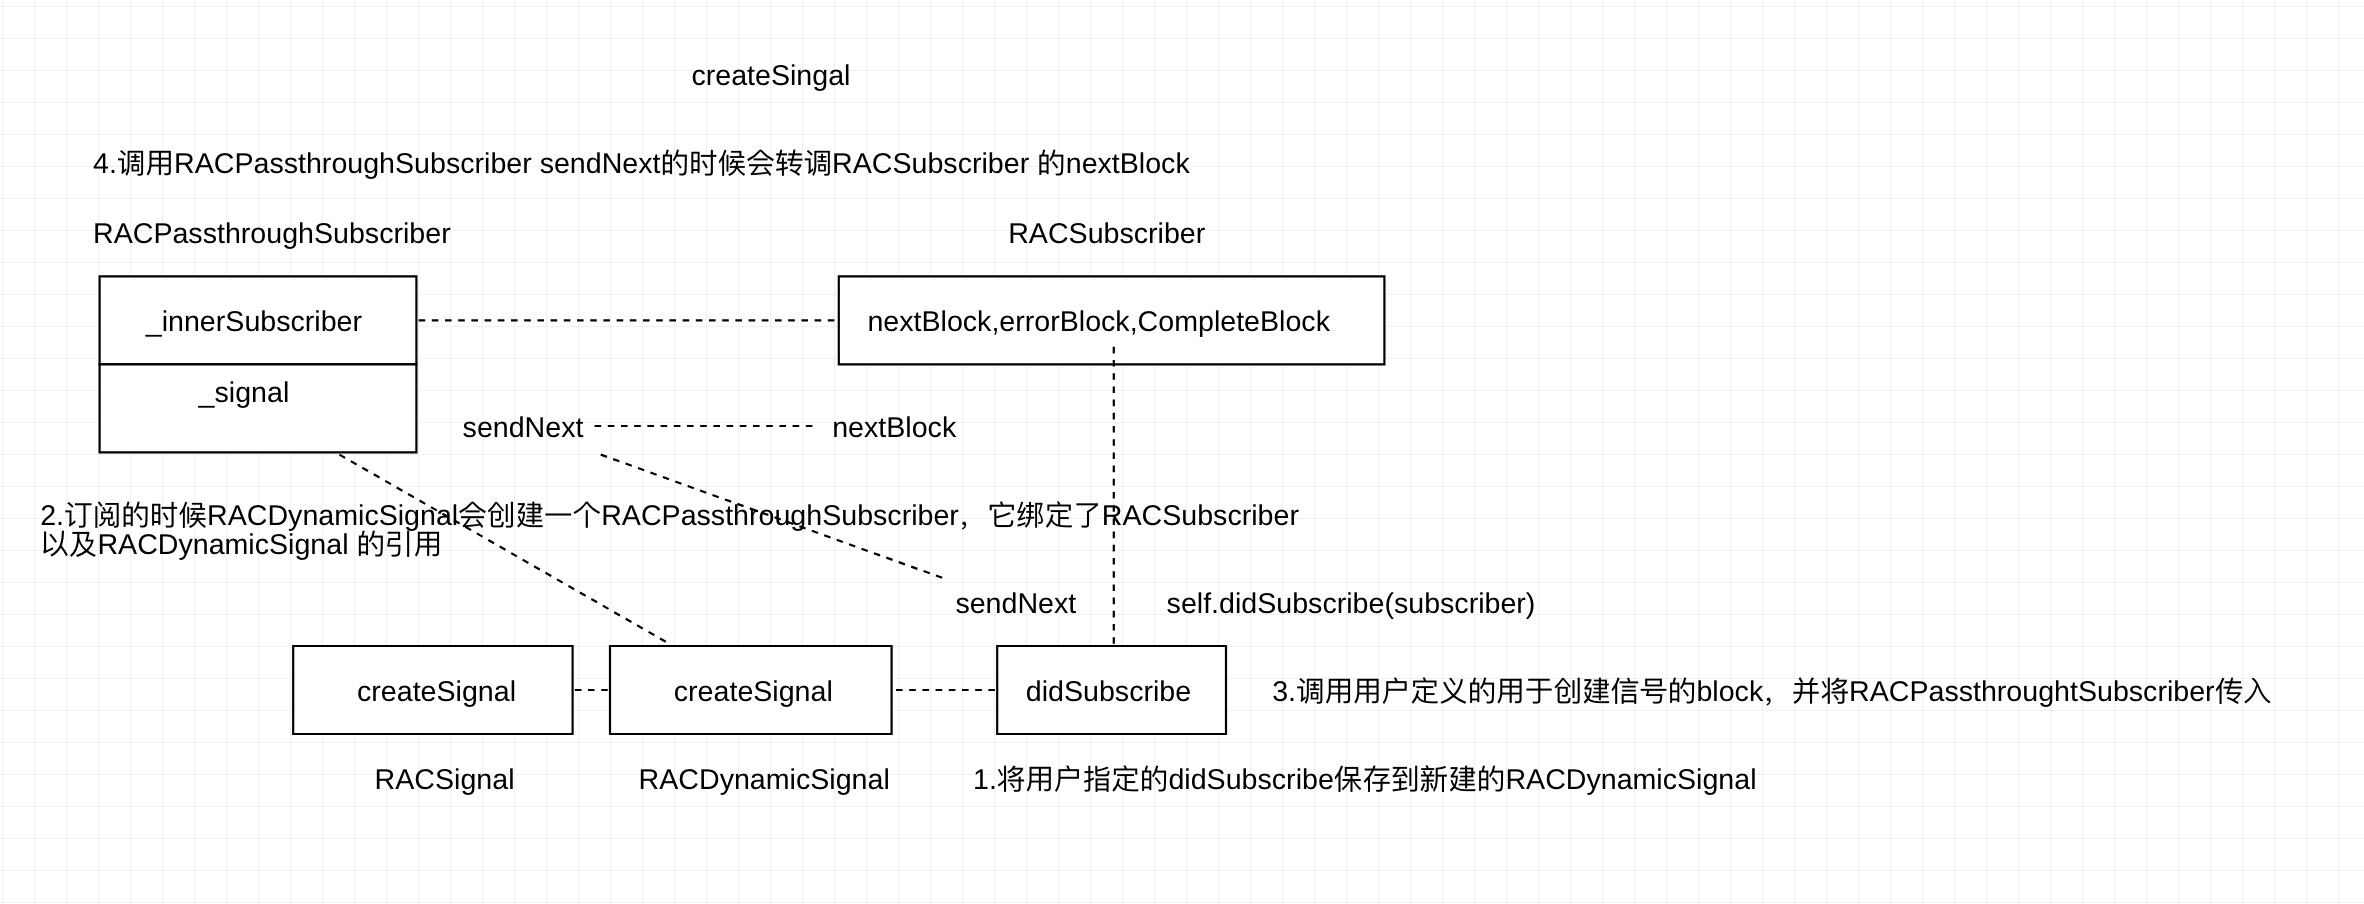 createSingal
4.调用RACPassthroughSubscriber sendNext的时候会转调RACSubscriber 的nextBlock
RACPassthroughSubscriber
RACSubscriber
_innerSubscriber
nextBlock,errorBlock,CompleteBlock
_signal
sendNext
nextBlock
2.订阅的时候RACDynamicSignal会创建一个RACPassthroughSubscriber，它绑定了RACSubscriber
以及RACDynamicSignal 的引用
sendNext
self.didSubscribe(subscriber)
createSignal
createSignal
didSubscribe
3.调用用户定义的用于创建信号的block，并将RACPassthroughtSubscriber传入
RACSignal
RACDynamicSignal
1.将用户指定的didSubscribe保存到新建的RACDynamicSignal